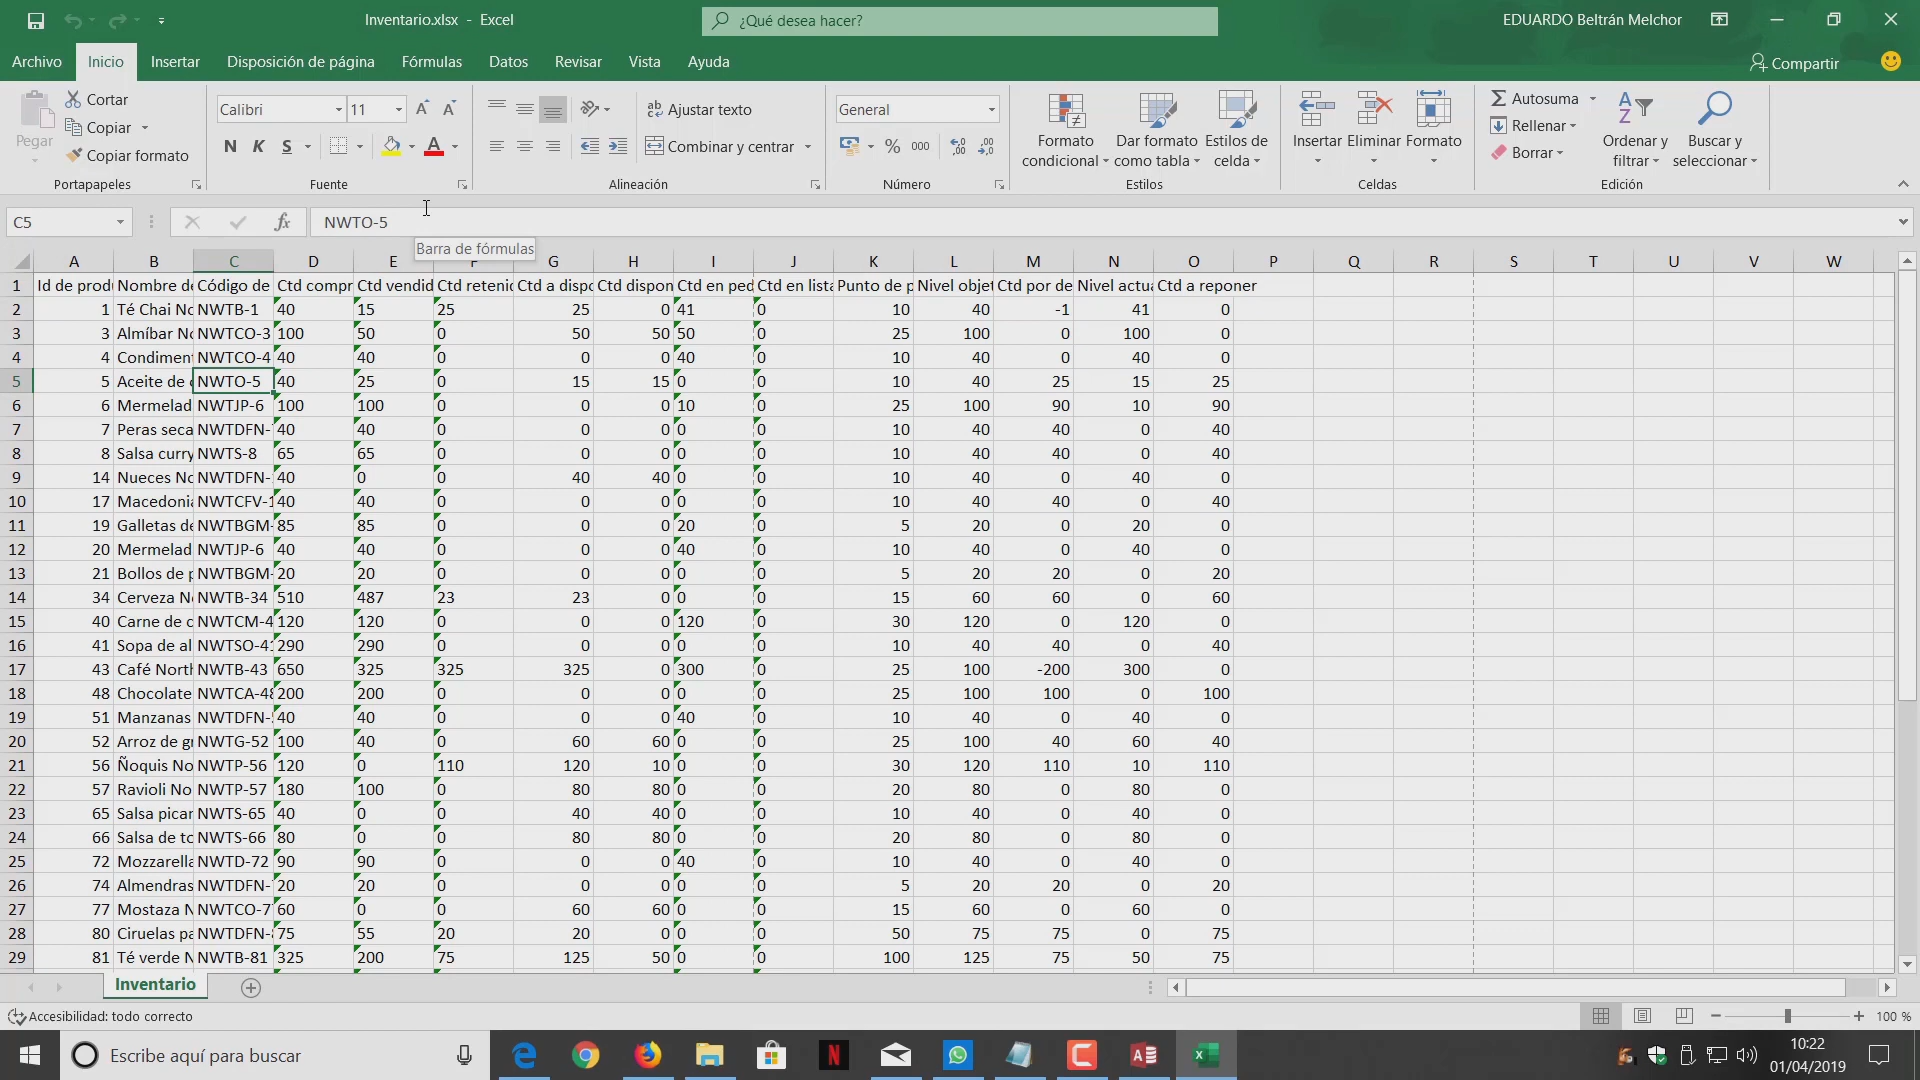 Inventario.xlsx - Excel
¿Qué desea hacer?
EDUARDO Beltrán Melchor
Archivo Inicio Insertar Disposición de página Fórmulas Datos Revisar Vista Ayuda
Compartir
Pegar
Cortar
Copiar
Copiar formato
Portapapeles
Calibri 11
N K S
Fuente
Ajustar texto
Combinar y centrar
Alineación
General
% 000
Número
Formato condicional
Dar formato como tabla
Estilos de celda
Estilos
Insertar Eliminar Formato
Celdas
Autosuma
Rellenar
Borrar
Ordenar y filtrar
Buscar y seleccionar
Edición
C5 fx NWTO-5
Barra de fórmulas
A B C D E F G H I J K L M N O P Q R S T U V W
1 Id de produ Nombre de Código de Ctd compr Ctd vendid Ctd retenid Ctd a dispo Ctd dispon Ctd en ped Ctd en lista Punto de p Nivel objet Ctd por de Nivel actua Ctd a reponer
2 1 Té Chai No NWTB-1 40 15 25 25 0 41 0 10 40 -1 41 0
3 3 Almíbar No NWTCO-3 100 50 0 50 50 50 0 25 100 0 100 0
4 4 Condimen NWTCO-4 40 40 0 0 0 40 0 10 40 0 40 0
5 5 Aceite de NWTO-5 40 25 0 15 15 0 0 10 40 25 15 25
6 6 Mermelad NWTJP-6 100 100 0 0 0 10 0 25 100 90 10 90
7 7 Peras seca NWTDFN- 40 40 0 0 0 0 0 10 40 40 0 40
8 8 Salsa curry NWTS-8 65 65 0 0 0 0 0 10 40 40 0 40
9 14 Nueces No NWTDFN- 40 0 0 40 40 0 0 10 40 0 40 0
10 17 Macedonia NWTCFV-1 40 40 0 0 0 0 0 10 40 40 0 40
11 19 Galletas de NWTBGM- 85 85 0 0 0 20 0 5 20 0 20 0
12 20 Mermelad NWTJP-6 40 40 0 0 0 40 0 10 40 0 40 0
13 21 Bollos de p NWTBGM- 20 20 0 0 0 0 0 5 20 20 0 20
14 34 Cerveza No NWTB-34 510 487 23 23 0 0 0 15 60 60 0 60
15 40 Carne de c NWTCM-4 120 120 0 0 0 120 0 30 120 0 120 0
16 41 Sopa de al NWTSO-41 290 290 0 0 0 0 0 10 40 40 0 40
17 43 Café North NWTB-43 650 325 325 325 0 300 0 25 100 -200 300 0
18 48 Chocolate NWTCA-48 200 200 0 0 0 0 0 25 100 100 0 100
19 51 Manzanas NWTDFN-5 40 40 0 0 0 40 0 10 40 0 40 0
20 52 Arroz de gr NWTG-52 100 40 0 60 60 0 0 25 100 40 60 40
21 56 Ñoquis No NWTP-56 120 0 110 120 10 0 0 30 120 110 10 110
22 57 Ravioli No NWTP-57 180 100 0 80 80 0 0 20 80 0 80 0
23 65 Salsa picar NWTS-65 40 0 0 40 40 0 0 10 40 0 40 0
24 66 Salsa de to NWTS-66 80 0 0 80 80 0 0 20 80 0 80 0
25 72 Mozzarella NWTD-72 90 90 0 0 0 40 0 10 40 0 40 0
26 74 Almendras NWTDFN-7 20 20 0 0 0 0 0 5 20 20 0 20
27 77 Mostaza N NWTCO-77 60 0 0 60 60 0 0 15 60 0 60 0
28 80 Ciruelas pa NWTDFN-8 75 55 20 20 0 0 0 50 75 75 0 75
29 81 Té verde N NWTB-81 325 200 75 125 50 0 0 100 125 75 50 75
Inventario
Accesibilidad: todo correcto
100 %
Escribe aquí para buscar
10:22
01/04/2019